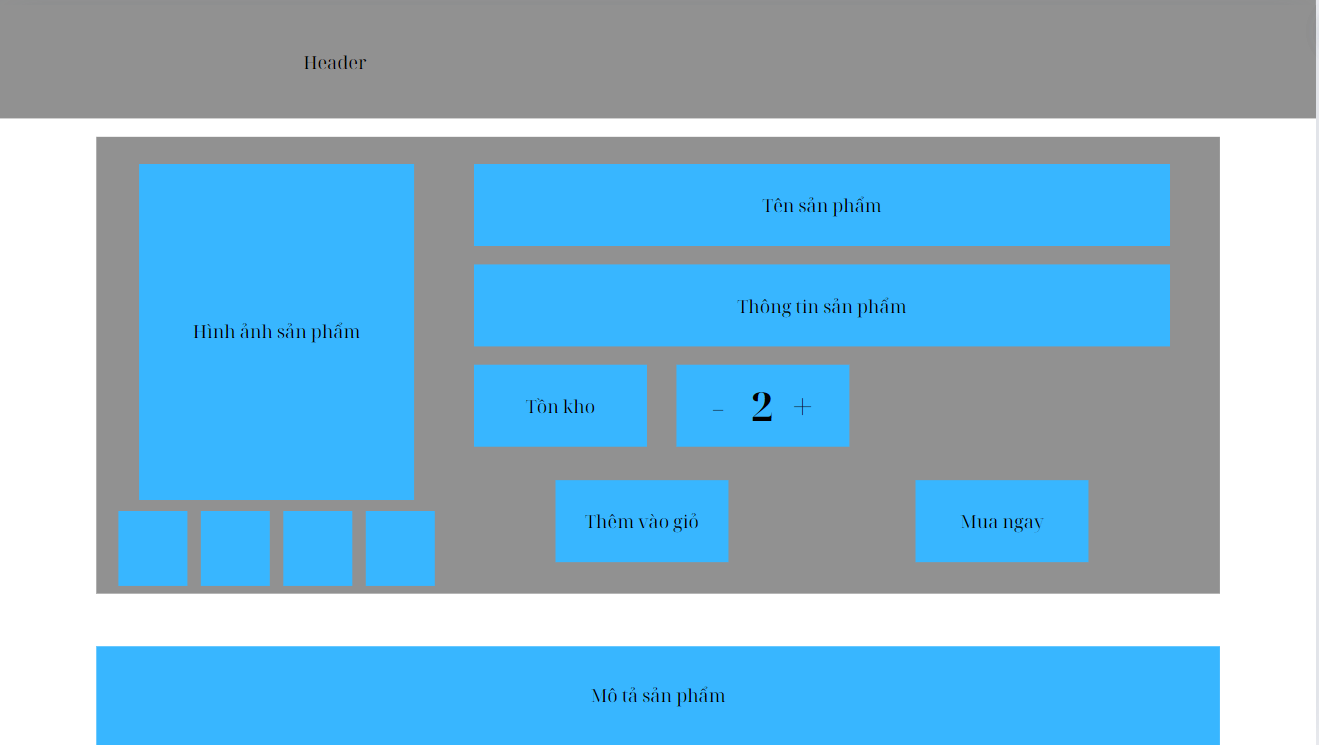 Header
Tên sản phẩm
Thông tin sản phẩm
Hình ảnh sản phẩm
Tồn kho
- 2 +
Thêm vào giỏ
Mua ngay
Mô tả sản phẩm